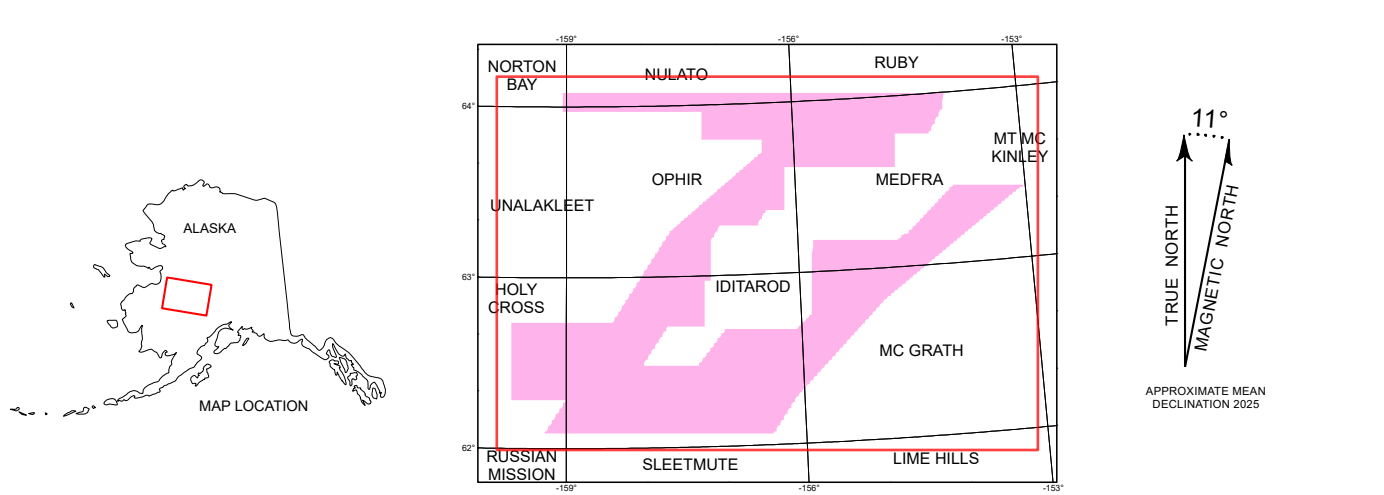 ALASKA
MAP LOCATION
-159°
-156°
-153°
NORTON
BAY
NULATO
RUBY
64°
MT MC
KINLEY
OPHIR
MEDFRA
UNALAKLEET
63°
HOLY
CROSS
IDITAROD
MC GRATH
62°
RUSSIAN
MISSION
SLEETMUTE
LIME HILLS
-159°
-156°
-153°
11°
TRUE NORTH
MAGNETIC NORTH
APPROXIMATE MEAN
DECLINATION 2025